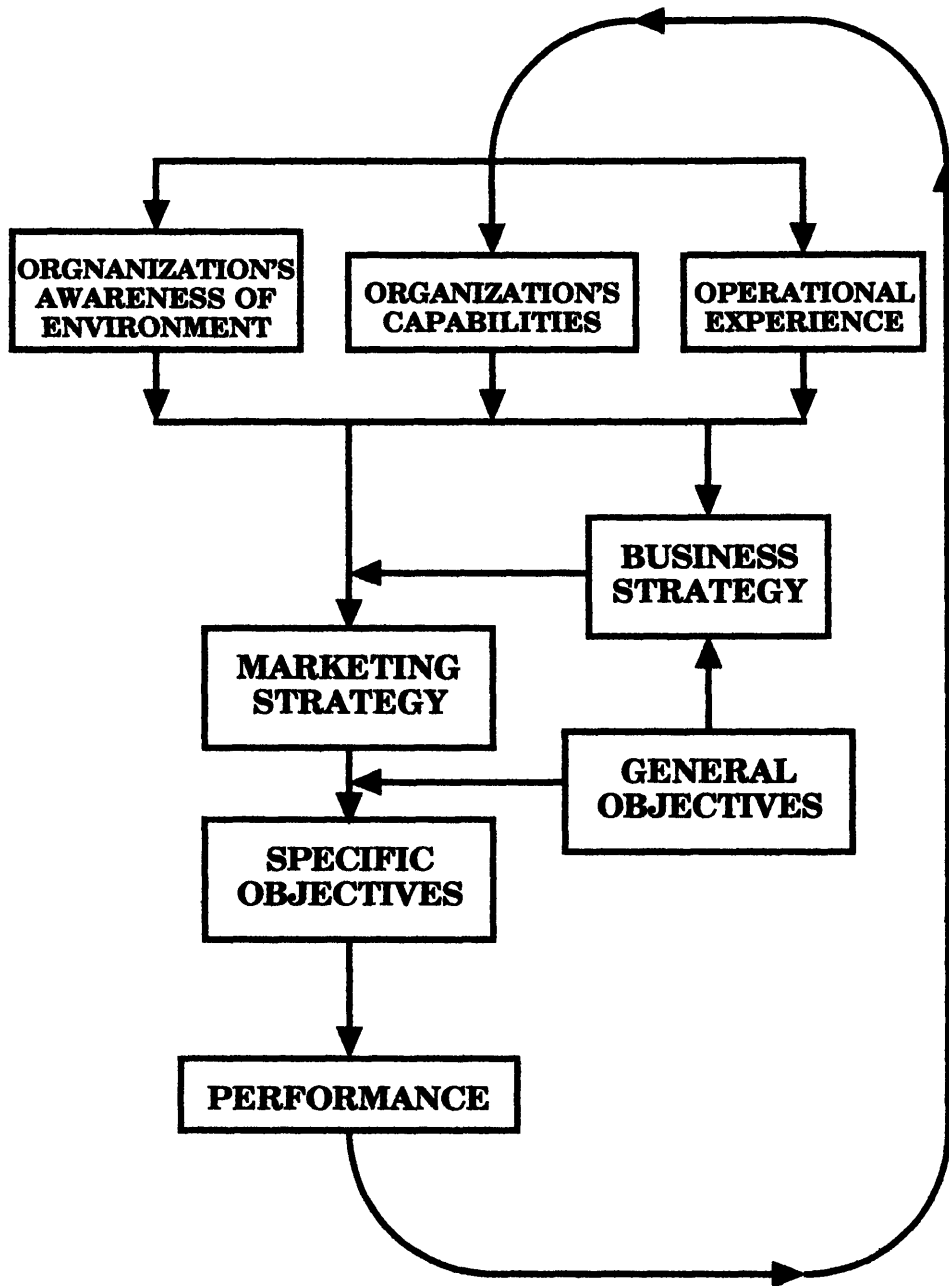 ORGNANIZATION'S
AWARENESS OF
ENVIRONMENT
ORGANIZATION'S
CAPABILITIES
OPERATIONAL
EXPERIENCE
BUSINESS
STRATEGY
MARKETING
STRATEGY
GENERAL
OBJECTIVES
SPECIFIC
OBJECTIVES
PERFORMANCE